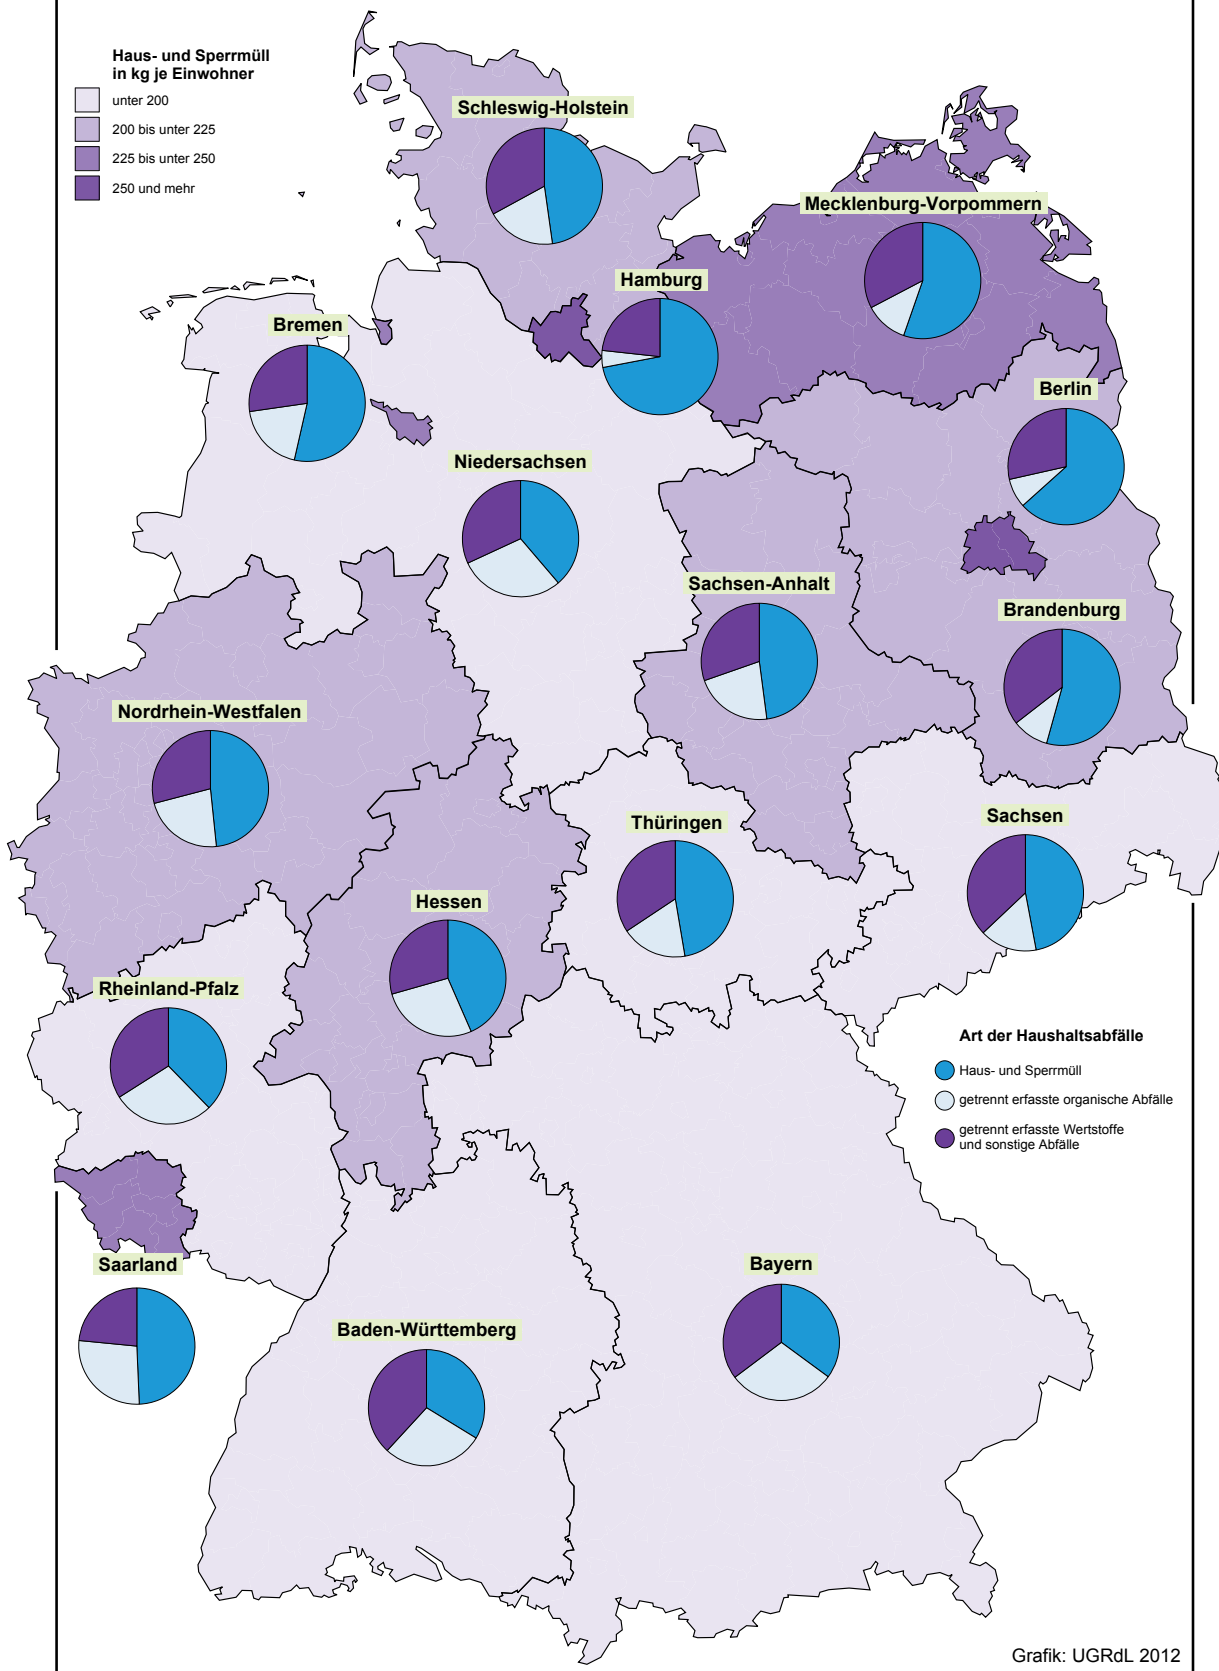 Haus- und Sperrmüll
in kg je Einwohner
unter 200
200 bis unter 225
225 bis unter 250
250 und mehr
Schleswig-Holstein
Mecklenburg-Vorpommern
Hamburg
Bremen
Berlin
Niedersachsen
Sachsen-Anhalt
Brandenburg
Nordrhein-Westfalen
Thüringen
Sachsen
Hessen
Rheinland-Pfalz
Art der Haushaltsabfälle
Haus- und Sperrmüll
getrennt erfasste organische Abfälle
getrennt erfasste Wertstoffe
und sonstige Abfälle
Saarland
Bayern
Baden-Württemberg
Grafik: UGRdL 2012